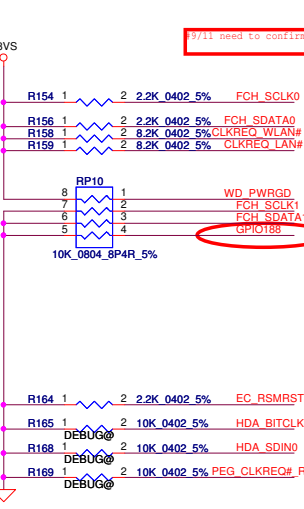 #9/11 need to confirm
3VS
R154 1 2 2.2K_0402_5% FCH_SCLK0
R156 1 2 2.2K_0402_5% FCH_SDATA0
R158 1 2 8.2K_0402_5% CLKREQ_WLAN#
R159 1 2 8.2K_0402_5% CLKREQ_LAN#
RP10
8 1 WD_PWRGD
7 2 FCH_SCLK1
6 3 FCH_SDATA1
5 4 GPIO188
10K_0804_8P4R_5%
R164 1 2 2.2K_0402_5% EC_RSMRST
R165 1 2 10K_0402_5% HDA_BITCLK
DEBUG@
R168 1 2 10K_0402_5% HDA_SDIN0
DEBUG@
R169 1 2 10K_0402_5% PEG_CLKREQ#_R
DEBUG@